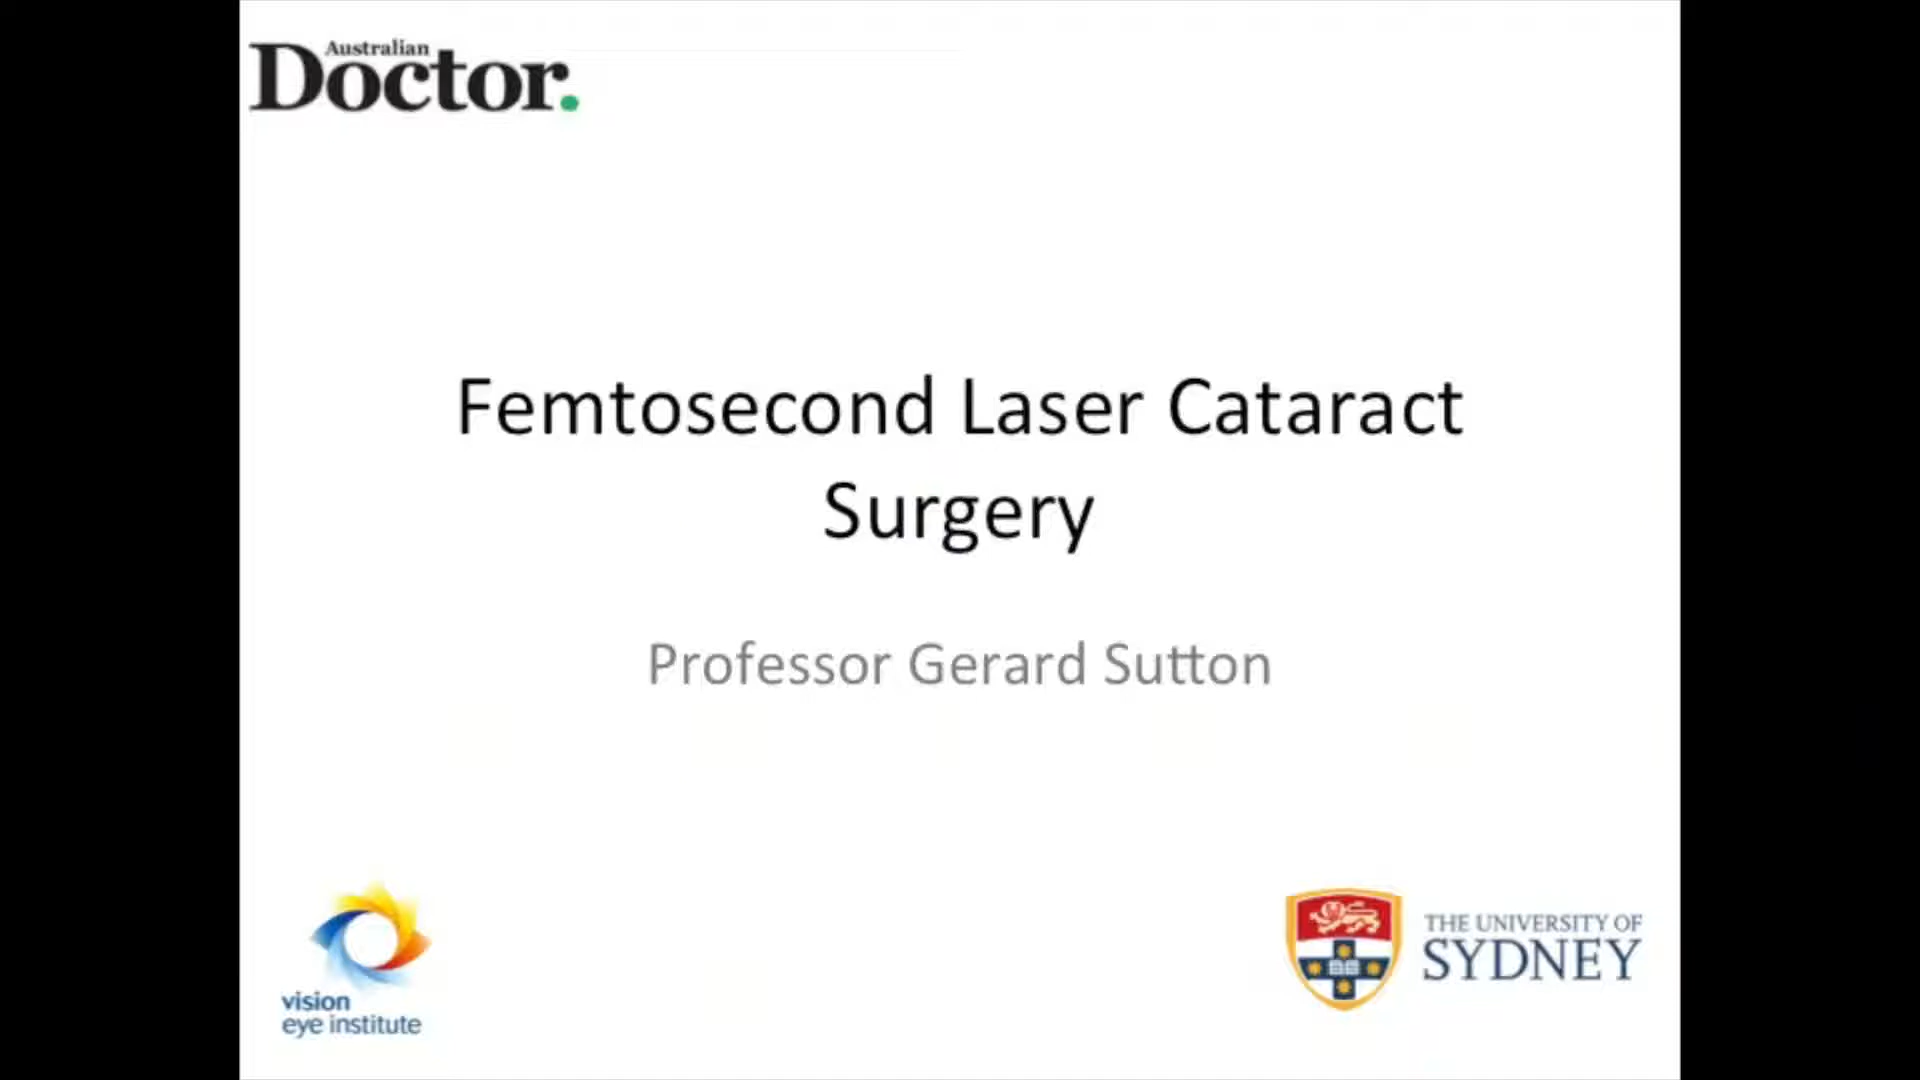 Australian
Doctor.
Femtosecond Laser Cataract
Surgery
Professor Gerard Sutton
vision
eye institute
THE UNIVERSITY OF
SYDNEY